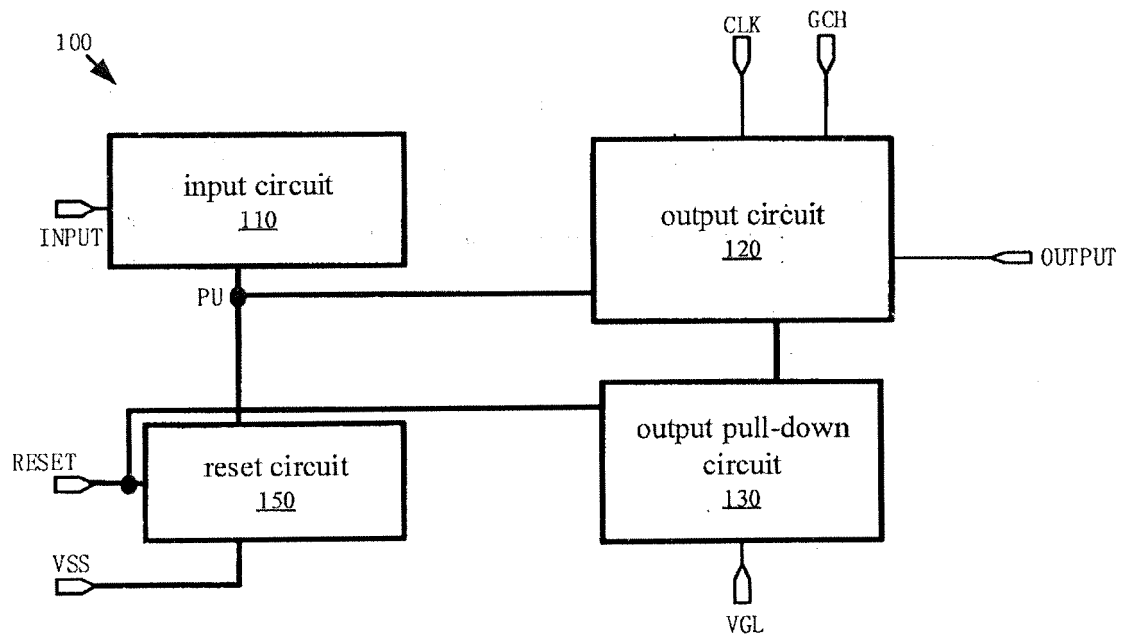 100
CLK
GCH
input circuit
110
INPUT
output circuit
120
OUTPUT
PU
output pull-down
circuit
130
RESET
reset circuit
150
VSS
VGL